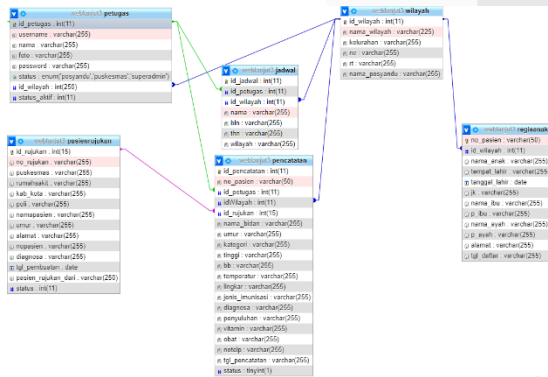 weblanjut3 petugas
id_petugas : int(11)
username : varchar(255)
nama : varchar(255)
foto : varchar(255)
password : varchar(255)
status : enum('posyandu','puskesmas','superadmin')
id_wilayah : int(255)
status_aktif : int(11)
weblanjut3 jadwal
id_jadwal : int(11)
id_petugas : int(11)
id_wilayah : int(11)
nama : varchar(255)
bln : varchar(255)
thn : varchar(255)
wilayah : varchar(255)
weblanjut3 wilayah
id_wilayah : int(11)
nama_wilayah : varchar(225)
kelurahan : varchar(255)
rw : varchar(255)
rt : varchar(255)
nama_posyandu : varchar(255)
weblanjut3 pasienrujukan
id_rujukan : int(15)
no_rujukan : varchar(255)
puskesmas : varchar(255)
rumahsakit : varchar(255)
kab_kota : varchar(255)
poli : varchar(255)
namapasien : varchar(255)
umur : varchar(255)
alamat : varchar(255)
nopasien : varchar(255)
diagnosa : varchar(255)
tgl_pembuatan : date
pasien_rujukan_dari : varchar(250)
status : int(11)
weblanjut3 pencatatan
id_pencatatan : int(11)
no_pasien : varchar(50)
id_petugas : int(11)
idWilayah : int(11)
id_rujukan : int(15)
nama_bidan : varchar(255)
umur : varchar(255)
kategori : varchar(255)
tinggi : varchar(255)
bb : varchar(255)
temperatur : varchar(255)
lingkar : varchar(255)
jenis_imunisasi : varchar(255)
diagnosa : varchar(255)
penyuluhan : varchar(255)
vitamin : varchar(255)
obat : varchar(255)
notelp : varchar(255)
tgl_pencatatan : varchar(255)
status : tinyint(1)
weblanjut3 regisanak
no_pasien : varchar(50)
id_wilayah : int(11)
nama_anak : varchar(255)
tempat_lahir : varchar(255)
tanggal_lahir : date
jk : varchar(255)
nama_ibu : varchar(255)
p_ibu : varchar(255)
nama_ayah : varchar(255)
p_ayah : varchar(255)
alamat : varchar(255)
tgl_daftar : varchar(255)